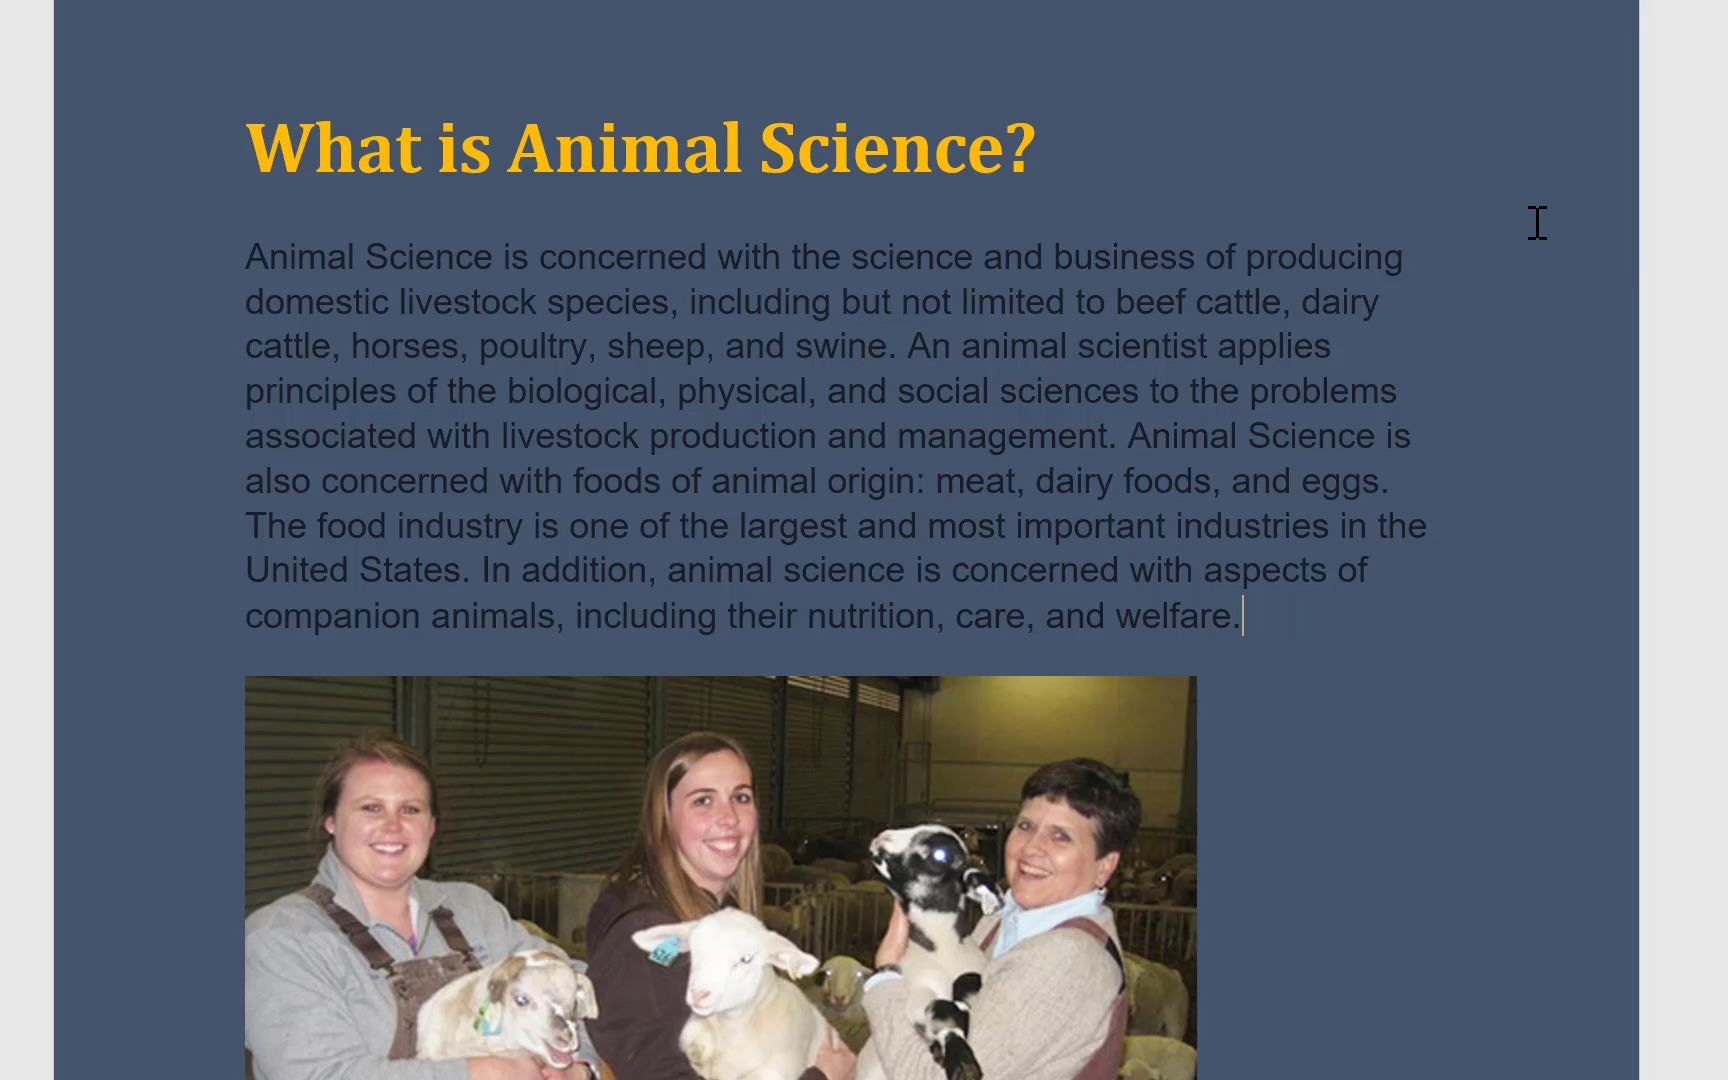 What is Animal Science?
Animal Science is concerned with the science and business of producing
domestic livestock species, including but not limited to beef cattle, dairy
cattle, horses, poultry, sheep, and swine. An animal scientist applies
principles of the biological, physical, and social sciences to the problems
associated with livestock production and management. Animal Science is
also concerned with foods of animal origin: meat, dairy foods, and eggs.
The food industry is one of the largest and most important industries in the
United States. In addition, animal science is concerned with aspects of
companion animals, including their nutrition, care, and welfare.